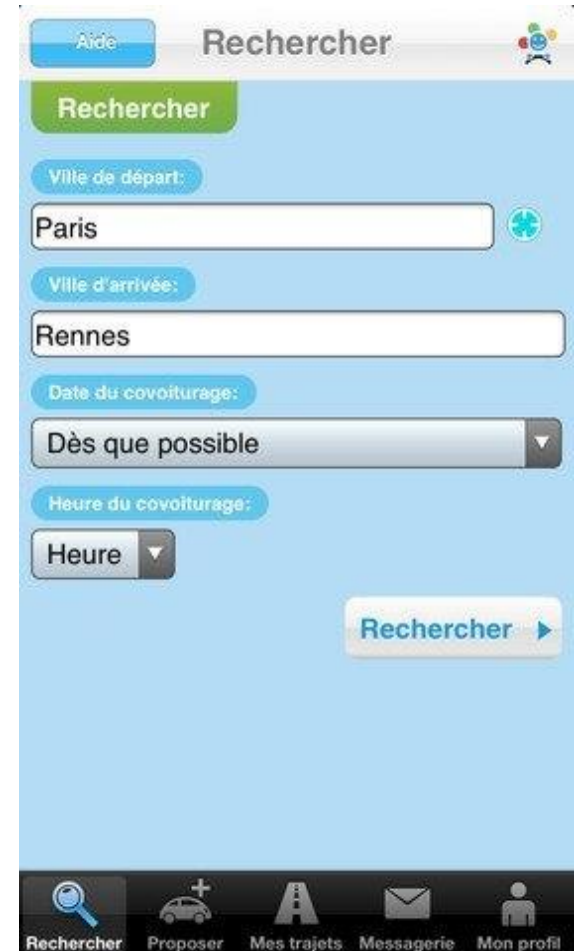 Aide
Rechercher
Rechercher
Ville de départ:
Paris
Ville d'arrivée:
Rennes
Date du covoiturage:
Dès que possible
Heure du covoiturage:
Heure
Rechercher
Rechercher Proposer Mes trajets Messagerie Mon profil